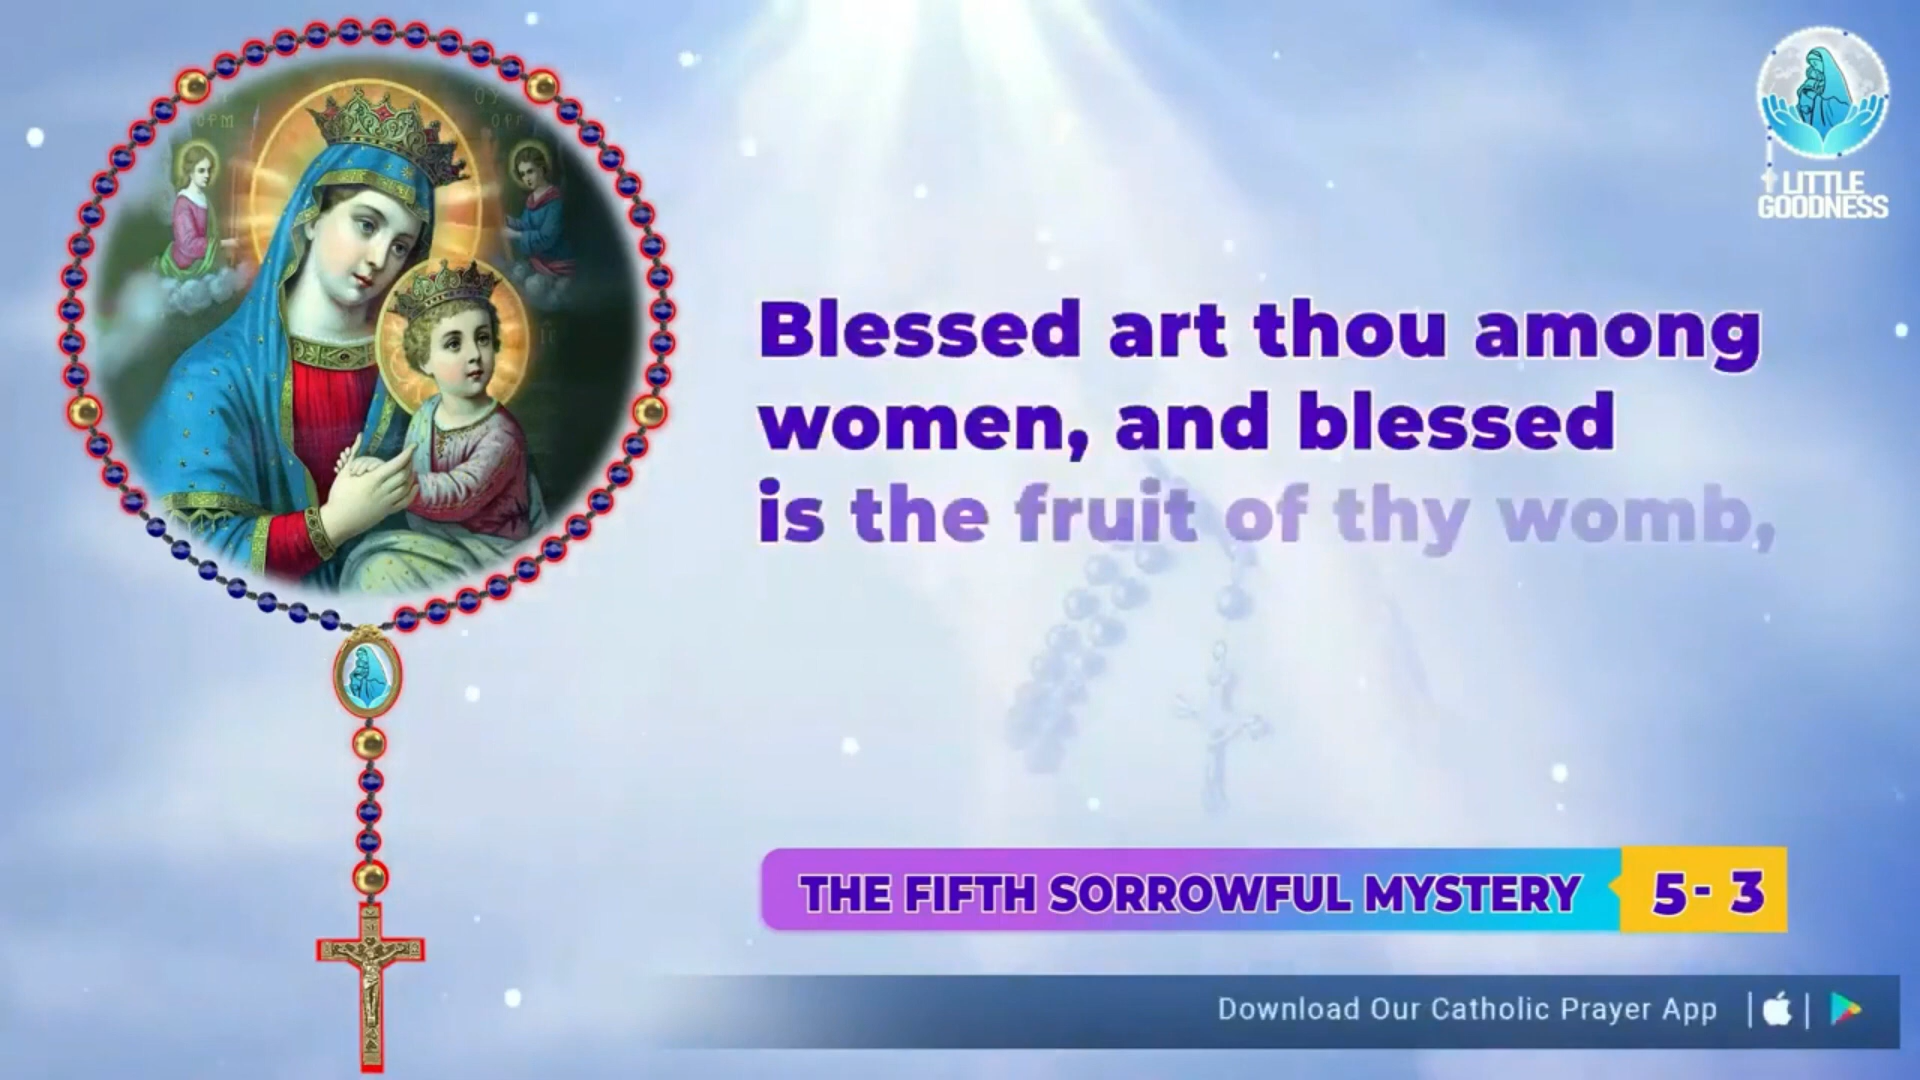 LITTLE
GOODNESS
Blessed art thou among
women, and blessed
is the fruit of thy womb,
THE FIFTH SORROWFUL MYSTERY 5- 3
Download Our Catholic Prayer App